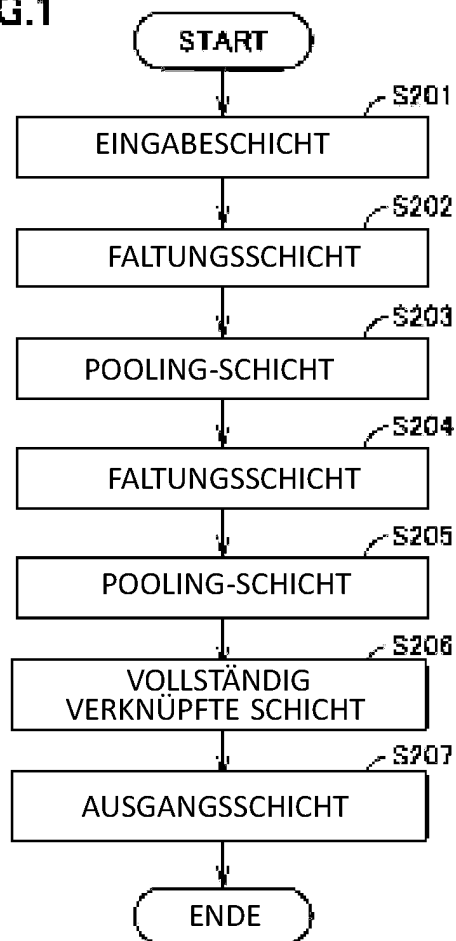 G.1
START
S201
EINGABESCHICHT
S202
FALTUNGSSCHICHT
S203
POOLING-SCHICHT
S204
FALTUNGSSCHICHT
S205
POOLING-SCHICHT
S206
VOLLSTÄNDIG
VERKNÜPFTE SCHICHT
S207
AUSGANGSSCHICHT
ENDE